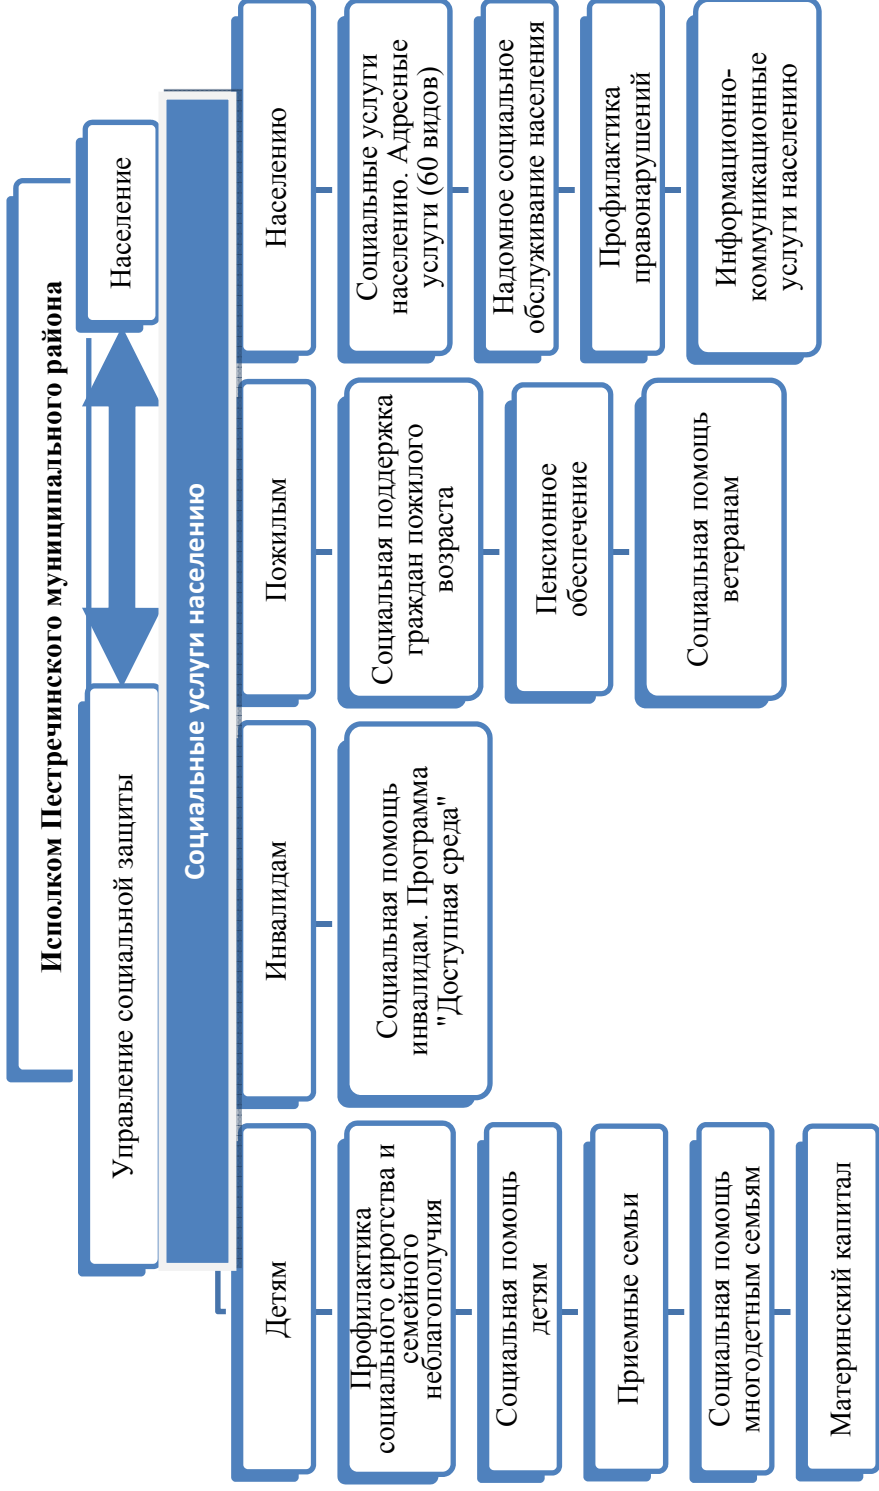 Исполком Пестречинского муниципального района
Управление социальной защиты
Население
Социальные услуги населению
Детям
Профилактика
социального сиротства и
семейного
неблагополучия
Социальная помощь
детям
Приемные семьи
Социальная помощь
многодетным семьям
Материнский капитал
Инвалидам
Социальная помощь
инвалидам. Программа
"Доступная среда"
Пожилым
Социальная поддержка
граждан пожилого
возраста
Пенсионное
обеспечение
Социальная помощь
ветеранам
Населению
Социальные услуги
населению. Адресные
услуги (60 видов)
Надомное социальное
обслуживание населения
Профилактика
правонарушений
Информационно-
коммуникационные
услуги населению